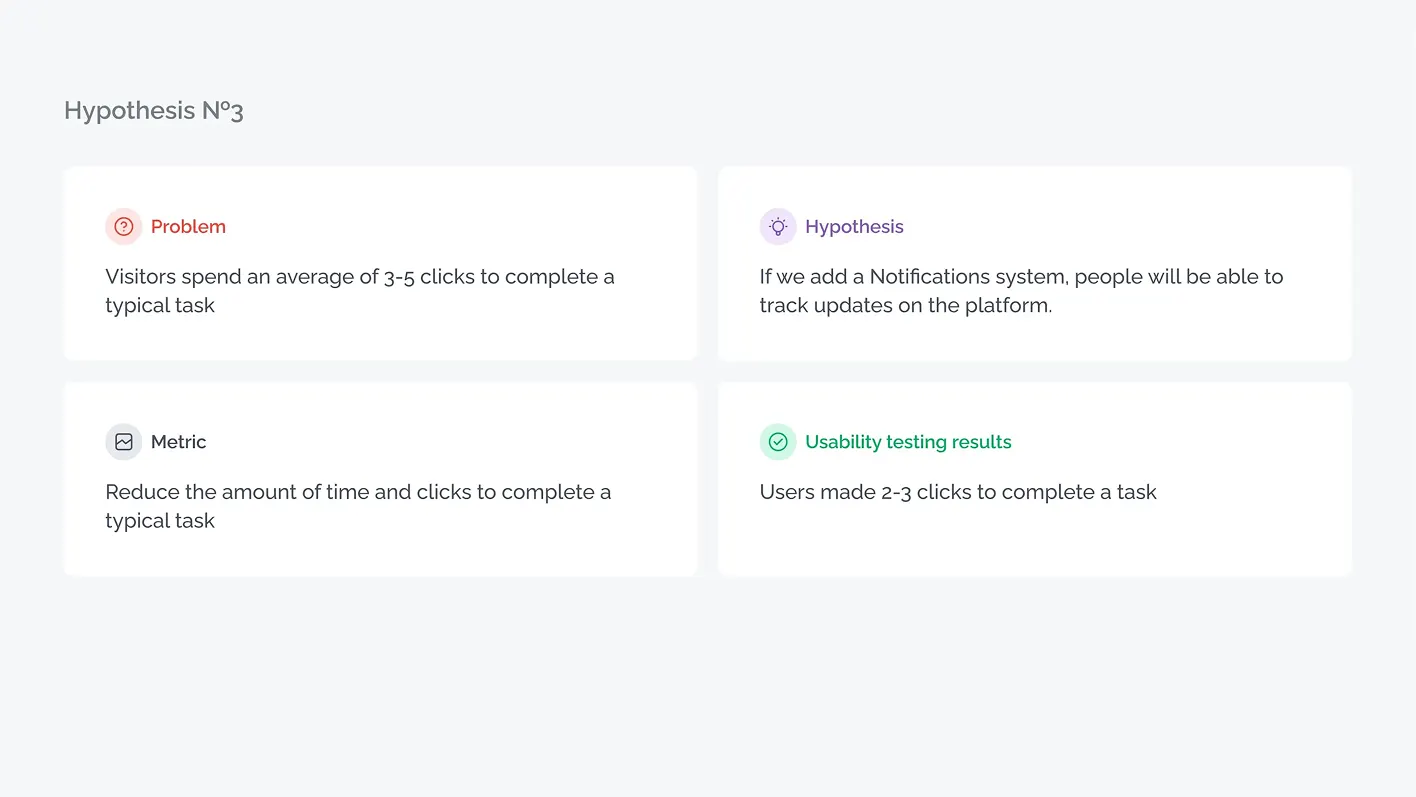 Hypothesis Nº3
Problem
Visitors spend an average of 3-5 clicks to complete a
typical task
Hypothesis
If we add a Notifications system, people will be able to
track updates on the platform.
Metric
Reduce the amount of time and clicks to complete a
typical task
Usability testing results
Users made 2-3 clicks to complete a task